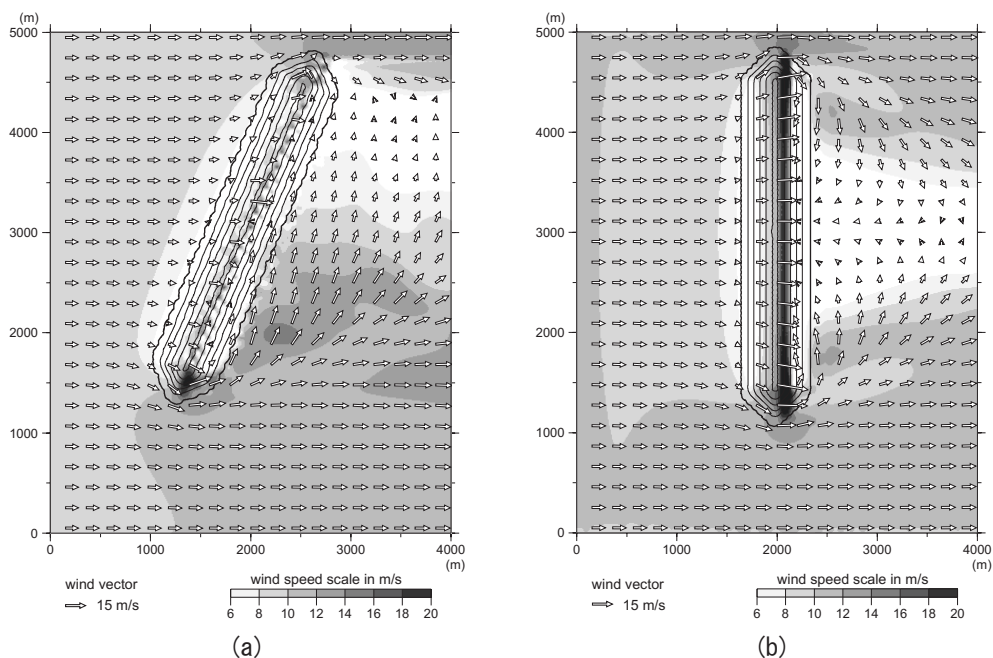 (m)
5000
4000
3000
2000
1000
0
0 1000 2000 3000 4000
(m)
wind vector
15 m/s
wind speed scale in m/s
6 8 10 12 14 16 18 20
(a)
(m)
5000
4000
3000
2000
1000
0
0 1000 2000 3000 4000
(m)
wind vector
15 m/s
wind speed scale in m/s
6 8 10 12 14 16 18 20
(b)